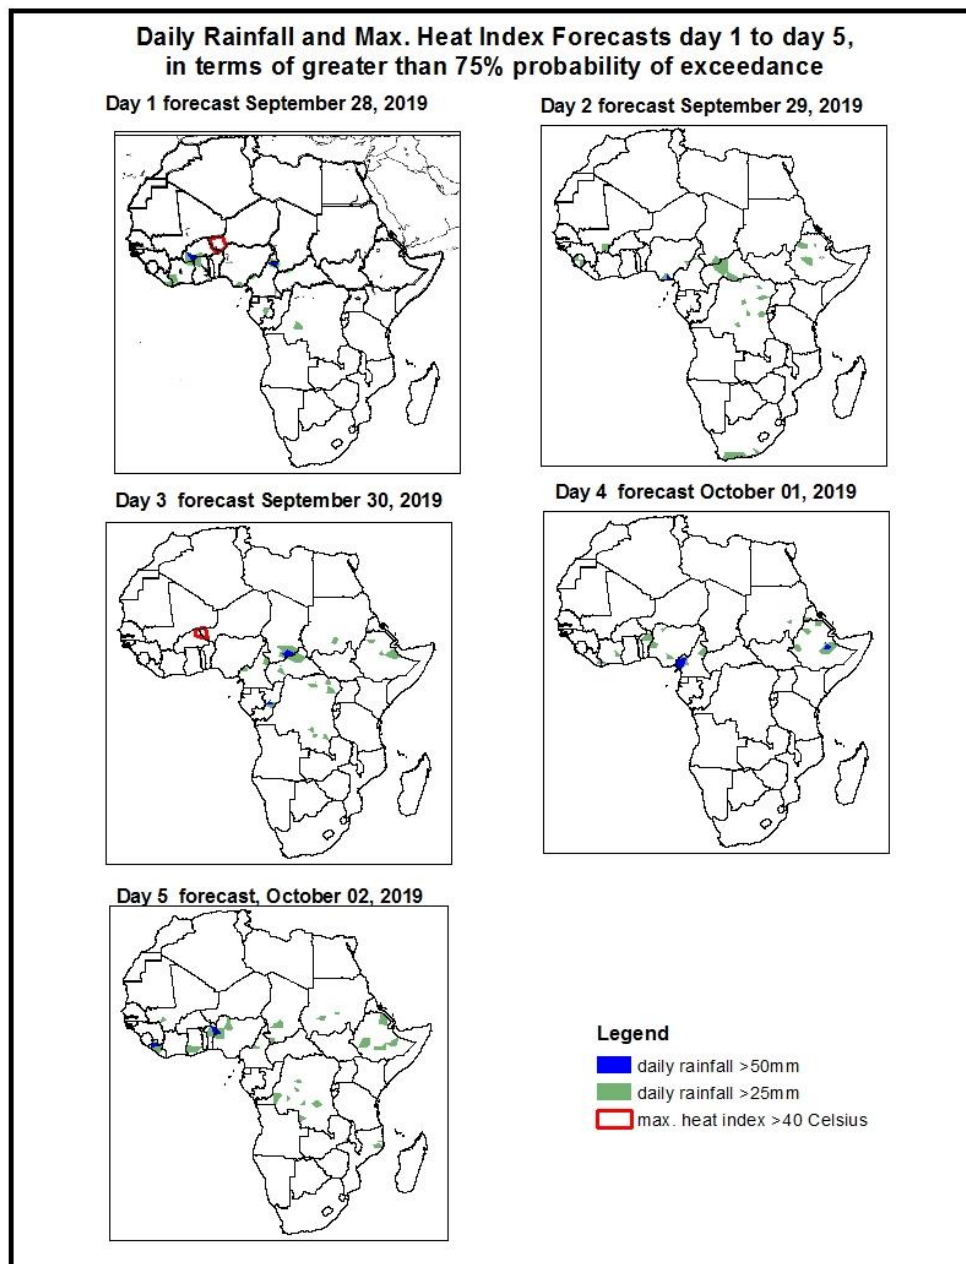 Daily Rainfall and Max. Heat Index Forecasts day 1 to day 5,
in terms of greater than 75% probability of exceedance
Day 1 forecast September 28, 2019
Day 2 forecast September 29, 2019
Day 3 forecast September 30, 2019
Day 4 forecast October 01, 2019
Day 5 forecast, October 02, 2019
Legend
daily rainfall >50mm
daily rainfall >25mm
max. heat index >40 Celsius